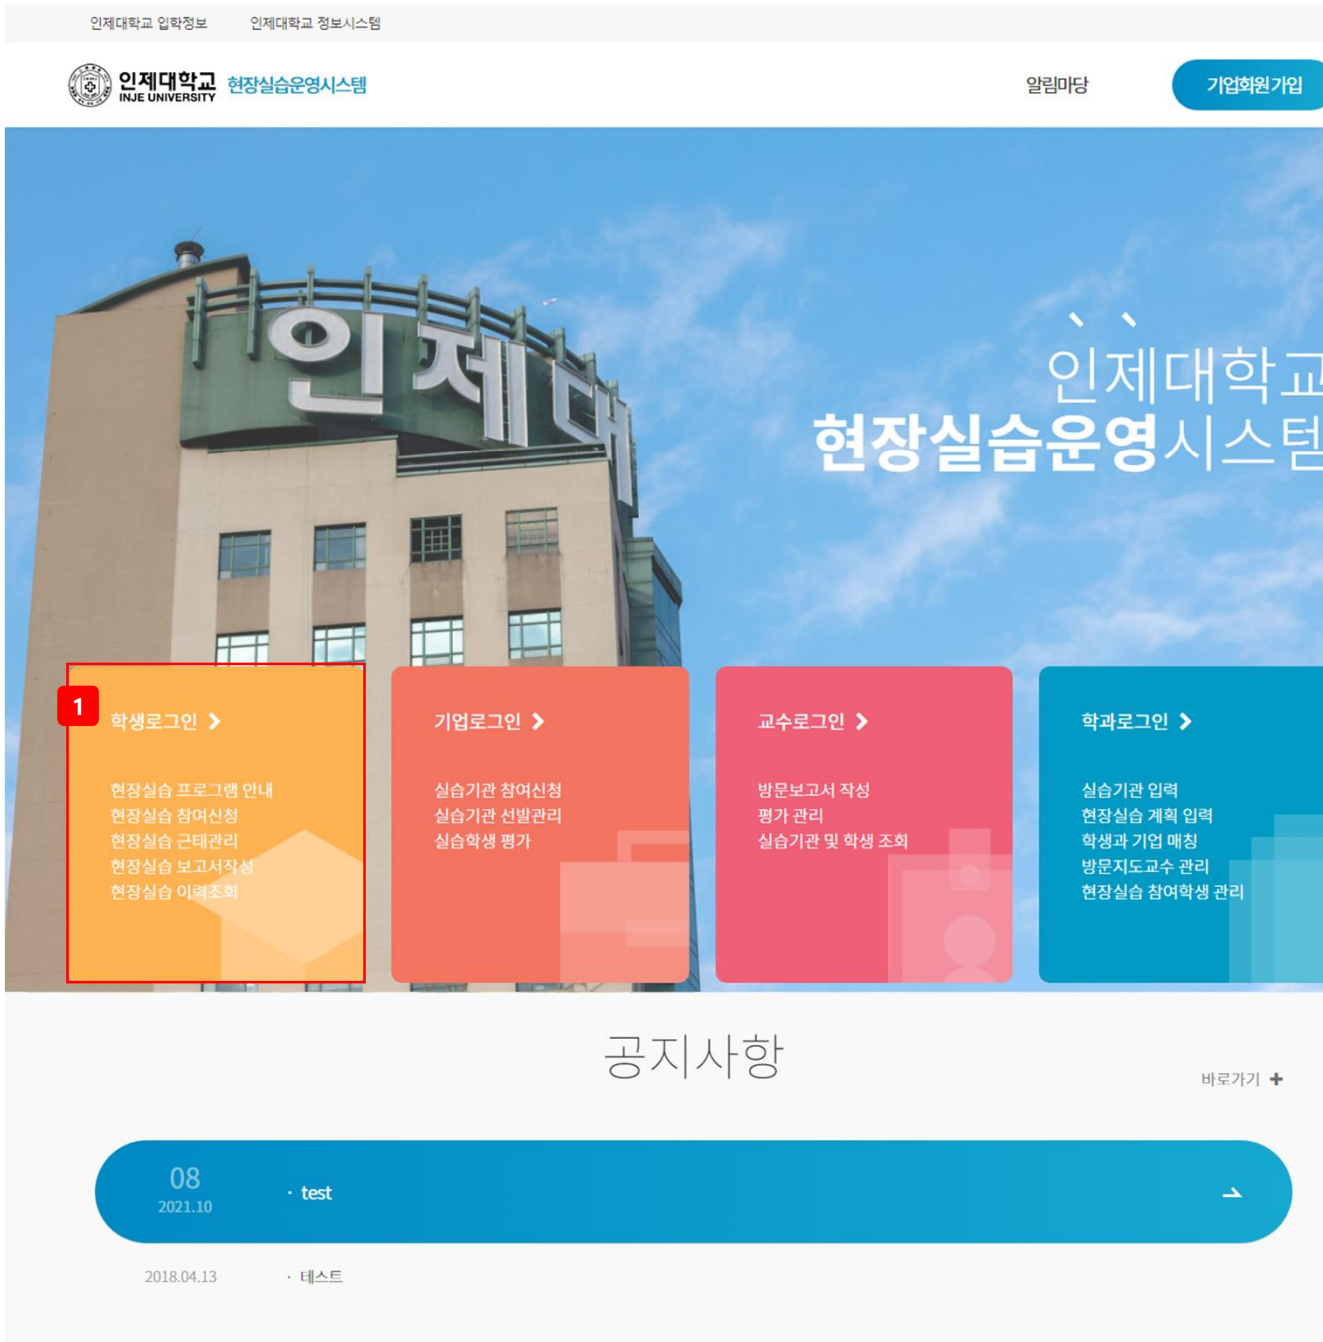 인제대학교 입학정보 인제대학교 정보시스템
인제대학교 현장실습운영시스템 알림마당 기업회원가입
INJE UNIVERSITY
인제대
인제대학교
현장실습운영시스템
1
학생로그인
현장실습 프로그램 안내
현장실습 참여신청
현장실습 근태관리
현장실습 보고서작성
현장실습 이력조회
기업로그인
실습기관 참여신청
실습기관 선발관리
실습학생 평가
교수로그인
방문보고서 작성
평가 관리
실습기관 및 학생 조회
학과로그인
실습기관 입력
현장실습 계획 입력
학생과 기업 매칭
방문지도교수 관리
현장실습 참여학생 관리
공지사항
바로가기 +
08
2021.10
· test
2018.04.13 · 테스트